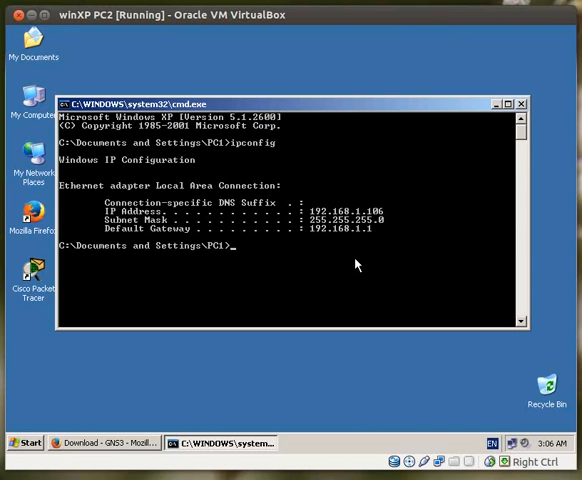 winXP PC2 [Running] - Oracle VM VirtualBox
My Documents
My Computer
My Network
Places
Mozilla Firefox
Cisco Packet
Tracer
C:\WINDOWS\system32\cmd.exe
Microsoft Windows XP [Version 5.1.2600]
(C) Copyright 1985-2001 Microsoft Corp.
C:\Documents and Settings\PC1>ipconfig
Windows IP Configuration
Ethernet adapter Local Area Connection:
Connection-specific DNS Suffix  . :
IP Address. . . . . . . . . . . . : 192.168.1.106
Subnet Mask . . . . . . . . . . . : 255.255.255.0
Default Gateway . . . . . . . . . : 192.168.1.1
C:\Documents and Settings\PC1>_
Recycle Bin
Start
Download - GNS3 - Mozill...
C:\WINDOWS\system...
EN
3:06 AM
Right Ctrl